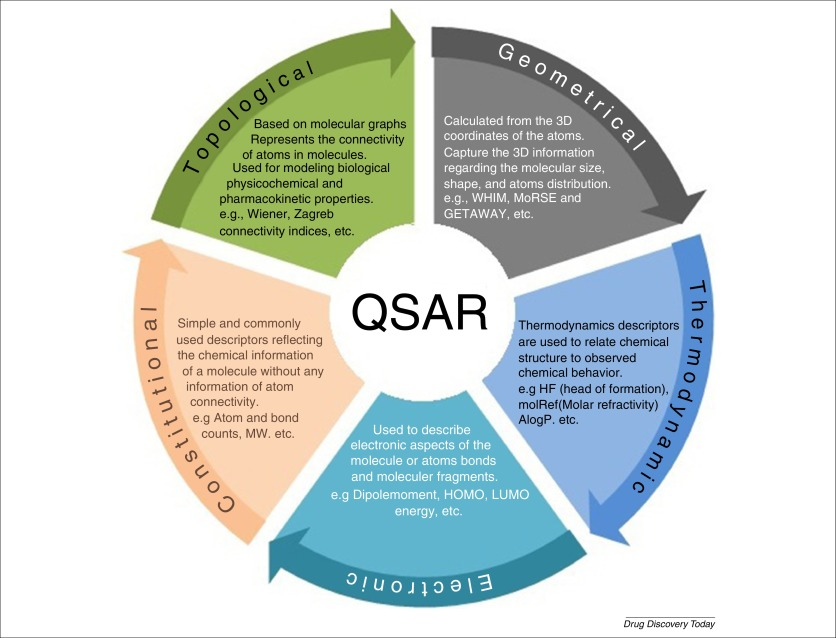 Topological
Based on molecular graphs
Represents the connectivity
of atoms in molecules.
Used for modeling biological
physicochemical and
pharmacokinetic properties.
e.g., Wiener, Zagreb
connectivity indices, etc.
Geometrical
Calculated from the 3D
coordinates of the atoms.
Capture the 3D information
regarding the molecular size,
shape, and atoms distribution.
e.g., WHIM, MoRSE and
GETAWAY, etc.
QSAR
Thermodynamic
Thermodynamics descriptors
are used to relate chemical
structure to observed
chemical behavior.
e.g HF (head of formation),
molRef(Molar refractivity)
AlogP. etc.
Electronic
Used to describe
electronic aspects of the
molecule or atoms bonds
and moleculer fragments.
e.g Dipolemoment, HOMO, LUMO
energy, etc.
Constitutional
Simple and commonly
used descriptors reflecting
the chemical information
of a molecule without any
information of atom
connectivity.
e.g Atom and bond
counts, MW. etc.
Drug Discovery Today